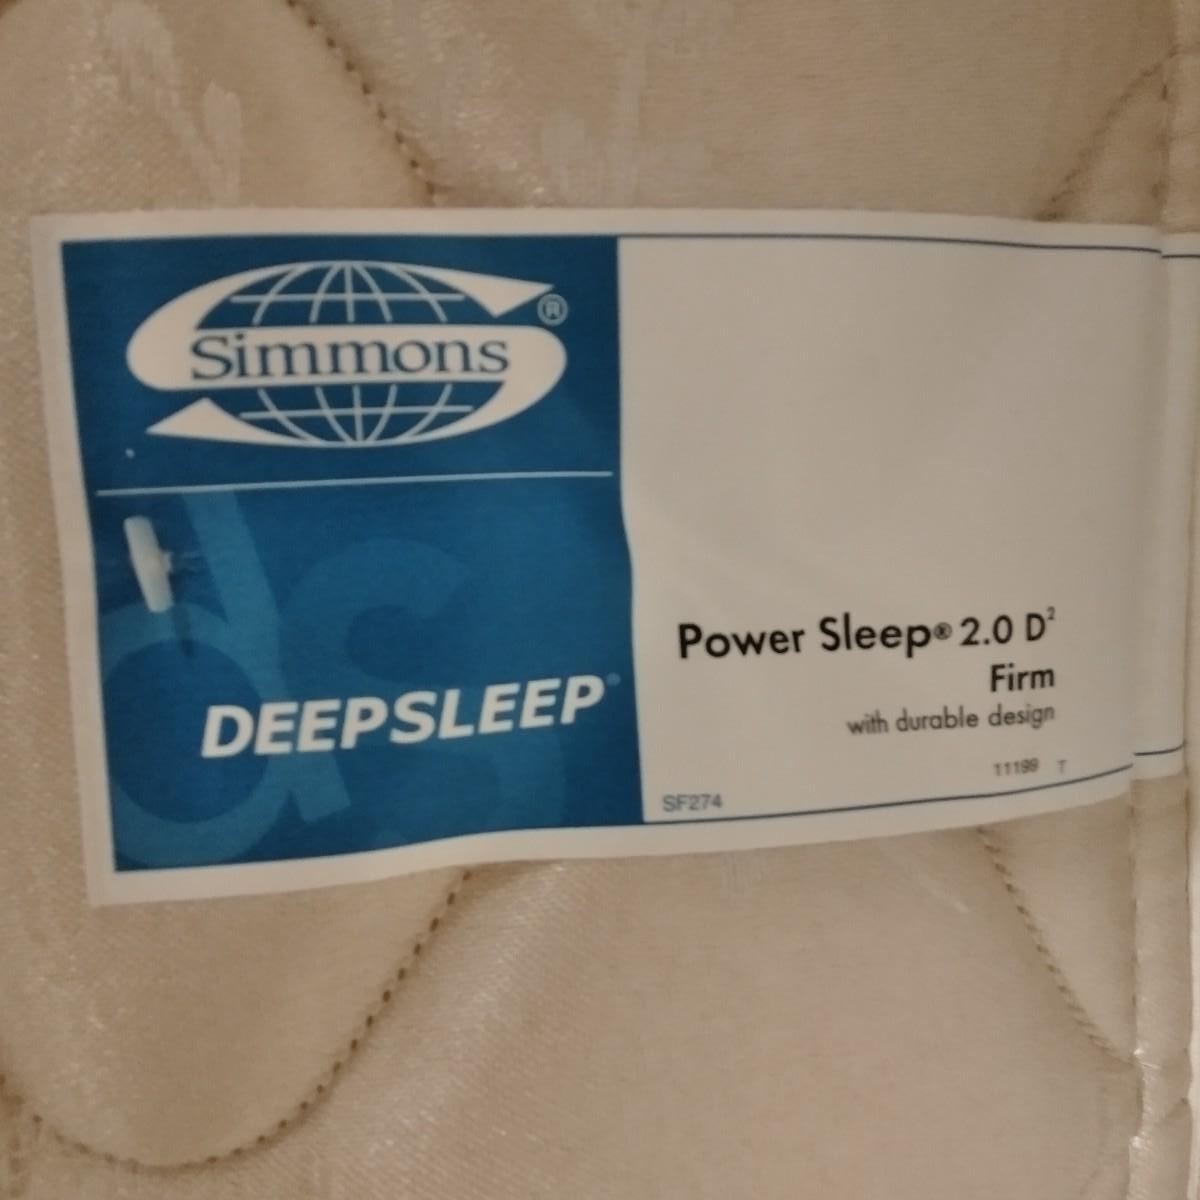 Simmons®
DEEPSLEEP®
Power Sleep® 2.0 D²
Firm
with durable design
11199 T
SF274